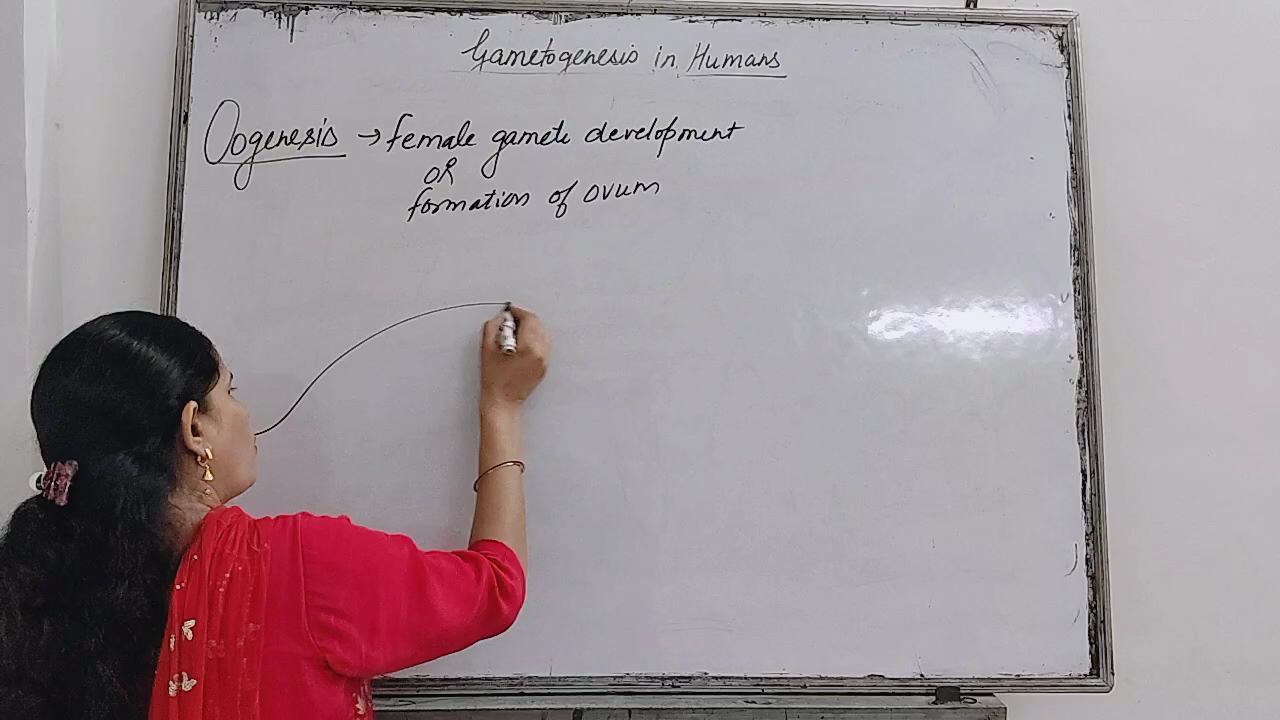 Gametogenesis in Humans
Oogenesis → female gamete development
OR
formation of ovum